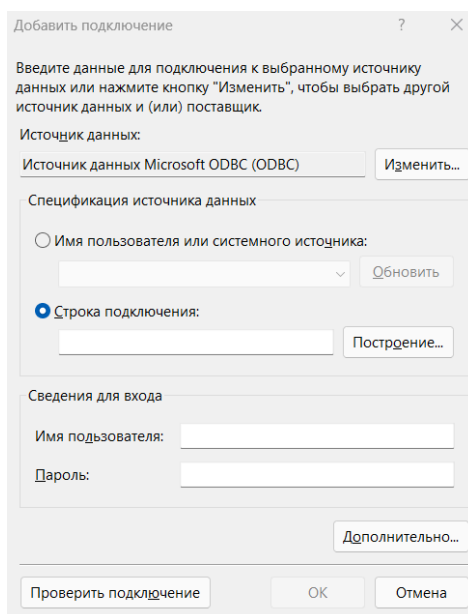 Добавить подключение ? ×
Введите данные для подключения к выбранному источнику
данных или нажмите кнопку "Изменить", чтобы выбрать другой
источник данных и (или) поставщик.
Источник данных:
Источник данных Microsoft ODBC (ODBC) Изменить...
Спецификация источника данных
Имя пользователя или системного источника:
Обновить
Строка подключения:
Построение...
Сведения для входа
Имя пользователя:
Пароль:
Дополнительно...
Проверить подключение ОК Отмена